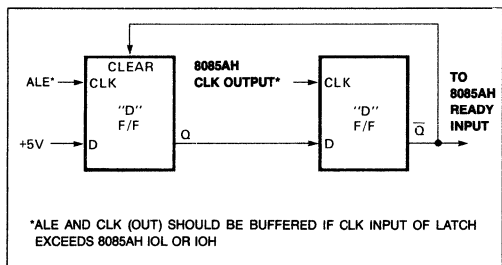 CLEAR
ALE*
CLK
"D"
F/F
+5V
D
Q
8085AH
CLK OUTPUT*
CLK
"D"
F/F
D
Q
TO
8085AH
READY
INPUT
*ALE AND CLK (OUT) SHOULD BE BUFFERED IF CLK INPUT OF LATCH
EXCEEDS 8085AH IOL OR IOH